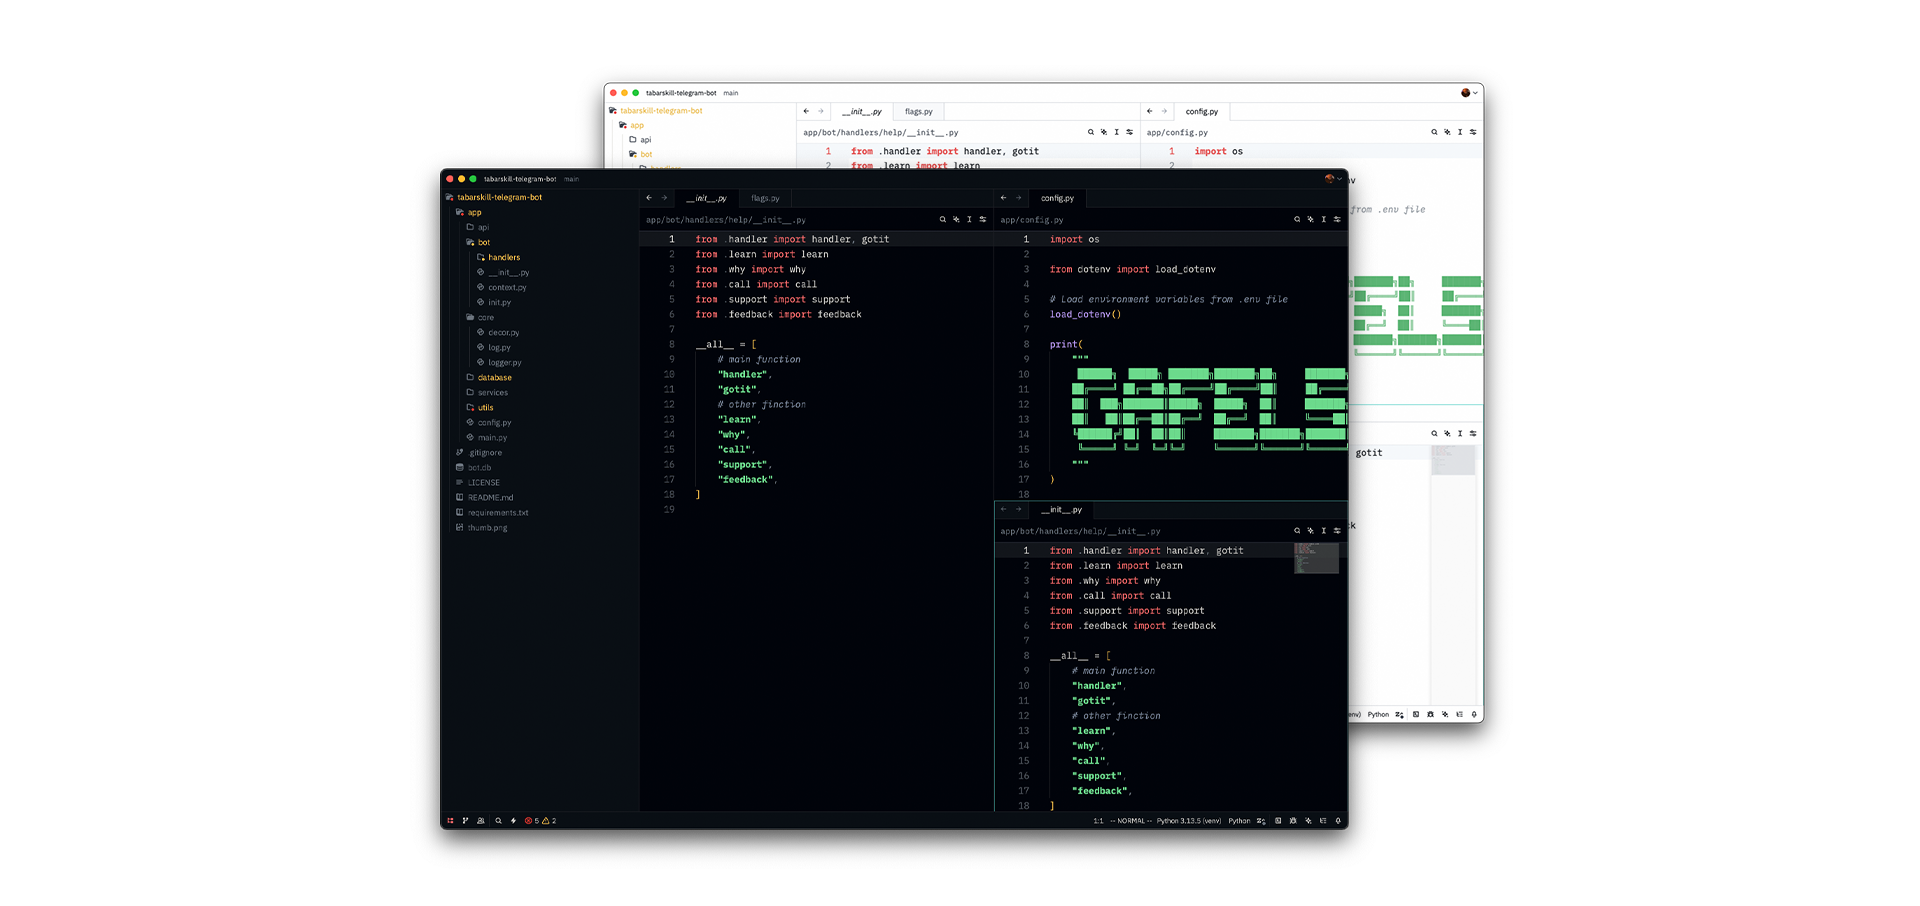 tabarskill-telegram-bot main
tabarskill-telegram-bot
app
api
bot
__init__.py flags.py
app/bot/handlers/help/__init__.py
1 from .handler import handler, gotit
2 from .learn import learn
config.py
app/config.py
1 import os
2
from .env file
gotit
Python
tabarskill-telegram-bot main
tabarskill-telegram-bot
app
api
bot
handlers
__init__.py
context.py
init.py
core
decor.py
log.py
logger.py
database
services
utils
config.py
main.py
.gitignore
bot.db
LICENSE
README.md
requirements.txt
thumb.png
__init__.py flags.py
app/bot/handlers/help/__init__.py
1 from .handler import handler, gotit
2 from .learn import learn
3 from .why import why
4 from .call import call
5 from .support import support
6 from .feedback import feedback
7
8 __all__ = [
9 # main function
10 "handler",
11 "gotit",
12 # other finction
13 "learn",
14 "why",
15 "call",
16 "support",
17 "feedback",
18 ]
19
config.py
app/config.py
1 import os
2
3 from dotenv import load_dotenv
4
5 # Load environment variables from .env file
6 load_dotenv()
7
8 print(
9 """
10
11
12
13
14
15
16 """
17 )
18
__init__.py
app/bot/handlers/help/__init__.py
1 from .handler import handler, gotit
2 from .learn import learn
3 from .why import why
4 from .call import call
5 from .support import support
6 from .feedback import feedback
7
8 __all__ = [
9 # main function
10 "handler",
11 "gotit",
12 # other finction
13 "learn",
14 "why",
15 "call",
16 "support",
17 "feedback",
18 ]
5 2
1:1 -- NORMAL -- Python 3.13.5 (venv) Python